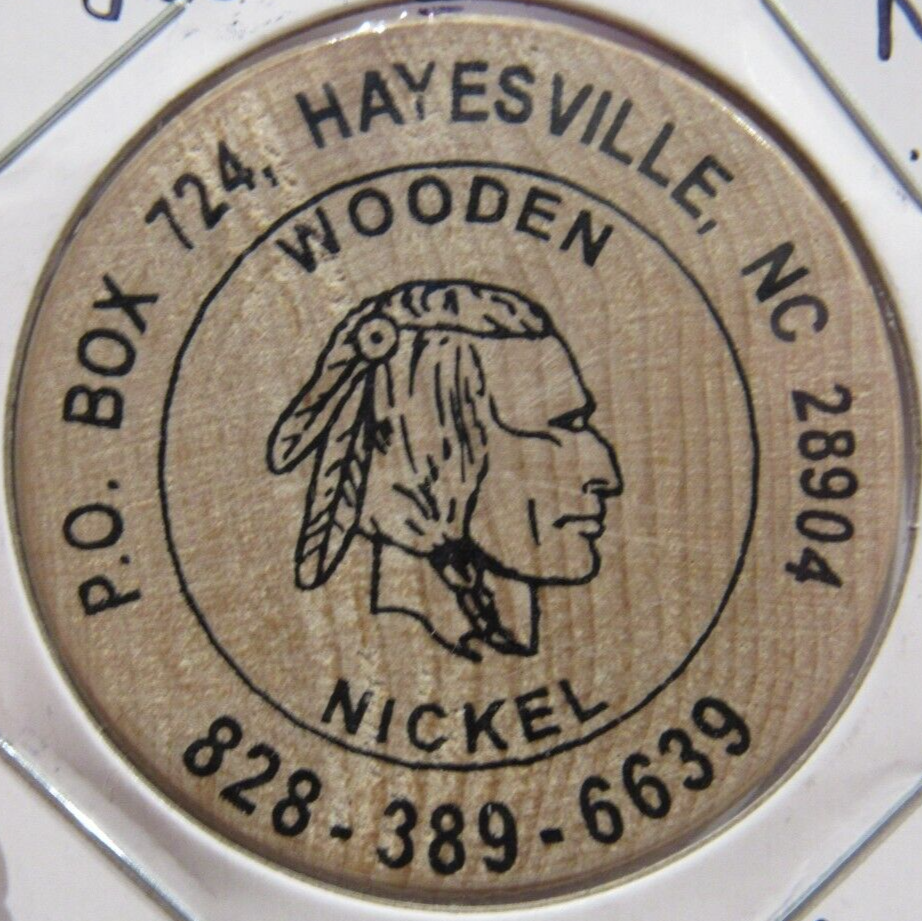 P.O. BOX 724, HAYESVILLE, NC 28904
WOODEN
NICKEL
828-389-6639